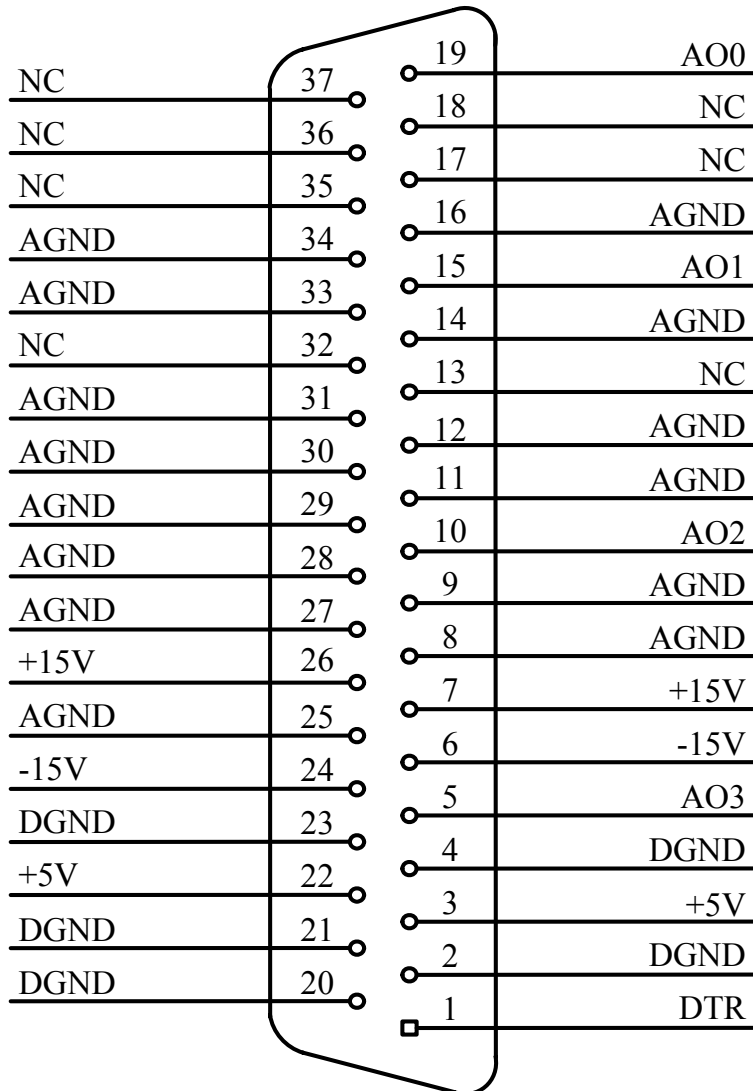 19 AO0
NC 37
18 NC
NC 36
17 NC
NC 35
16 AGND
AGND 34
15 AO1
AGND 33
14 AGND
NC 32
13 NC
AGND 31
12 AGND
AGND 30
11 AGND
AGND 29
10 AO2
AGND 28
9 AGND
AGND 27
8 AGND
+15V 26
7 +15V
AGND 25
6 -15V
-15V 24
5 AO3
DGND 23
4 DGND
+5V 22
3 +5V
DGND 21
2 DGND
DGND 20
1 DTR